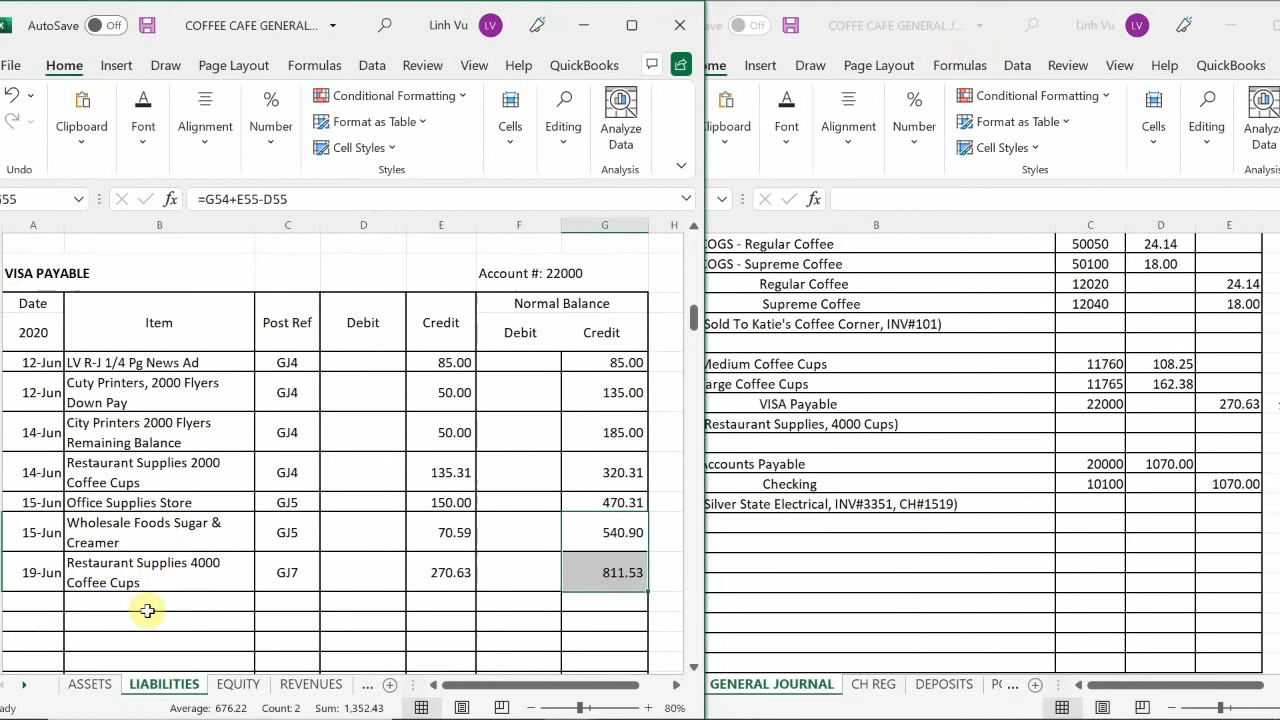 AutoSave Off COFFEE CAFE GENERAL... Linh Vu LV
File Home Insert Draw Page Layout Formulas Data Review View Help QuickBooks
Clipboard Font Alignment Number Conditional Formatting Format as Table Cell Styles Cells Editing Analyze Data
Undo Styles Analysis
fx =G54+E55-D55
A B C D E F G H
VISA PAYABLE Account #: 22000
Date Normal Balance
2020 Item Post Ref Debit Credit Debit Credit
12-Jun LV R-J 1/4 Pg News Ad GJ4 85.00 85.00
12-Jun Cuty Printers, 2000 Flyers Down Pay GJ4 50.00 135.00
14-Jun City Printers 2000 Flyers Remaining Balance GJ4 50.00 185.00
14-Jun Restaurant Supplies 2000 Coffee Cups GJ4 135.31 320.31
15-Jun Office Supplies Store GJ5 150.00 470.31
15-Jun Wholesale Foods Sugar & Creamer GJ5 70.59 540.90
19-Jun Restaurant Supplies 4000 Coffee Cups GJ7 270.63 811.53
ASSETS LIABILITIES EQUITY REVENUES ...
Average: 676.22 Count: 2 Sum: 1,352.43 80%
Off COFFE CAFE GENERAL J... Linh Vu LV
Insert Draw Page Layout Formulas Data Review View QuickBooks
Font Alignment Number Conditional Formatting Format as Table Cell Styles Cells Editing
Styles
fx
B C D E
COGS - Regular Coffee 50050 24.14
COGS - Supreme Coffee 50100 18.00
Regular Coffee 12020 24.14
Supreme Coffee 12040 18.00
Sold To Katie's Coffee Corner, INV#101)
Medium Coffee Cups 11760 108.25
Large Coffee Cups 11765 162.38
VISA Payable 22000 270.63
Restaurant Supplies, 4000 Cups)
Accounts Payable 20000 1070.00
Checking 10100 1070.00
Silver State Electrical, INV#3351, CH#1519)
GENERAL JOURNAL CH REG DEPOSITS ...